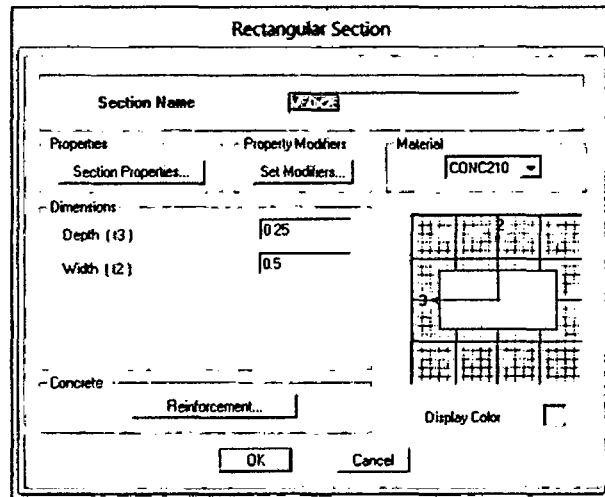 Rectangular Section
Section Name
Properties
Section Properties...
Property Modifiers
Set Modifiers...
Material
CONC210
Dimensions
Depth (t3)
0.25
Width (t2)
0.5
2
3
Concrete
Reinforcement...
Display Color
OK
Cancel